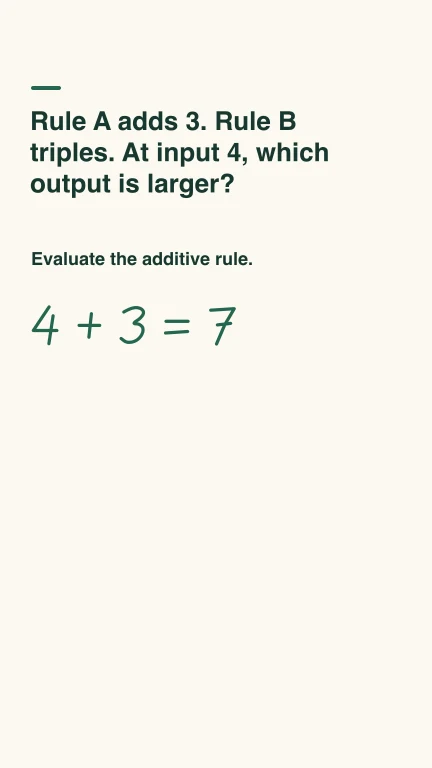 Rule A adds 3. Rule B
triples. At input 4, which
output is larger?
Evaluate the additive rule.
4 + 3 = 7